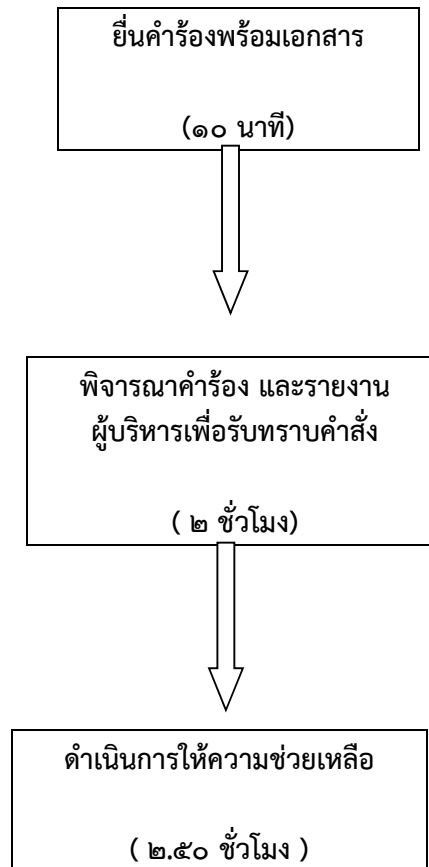 ยื่นคำร้องพร้อมเอกสาร
(๑๐ นาที)
พิจารณาคำร้อง และรายงาน
ผู้บริหารเพื่อรับทราบคำสั่ง
( ๒ ชั่วโมง)
ดำเนินการให้ความช่วยเหลือ
( ๒.๕๐ ชั่วโมง )